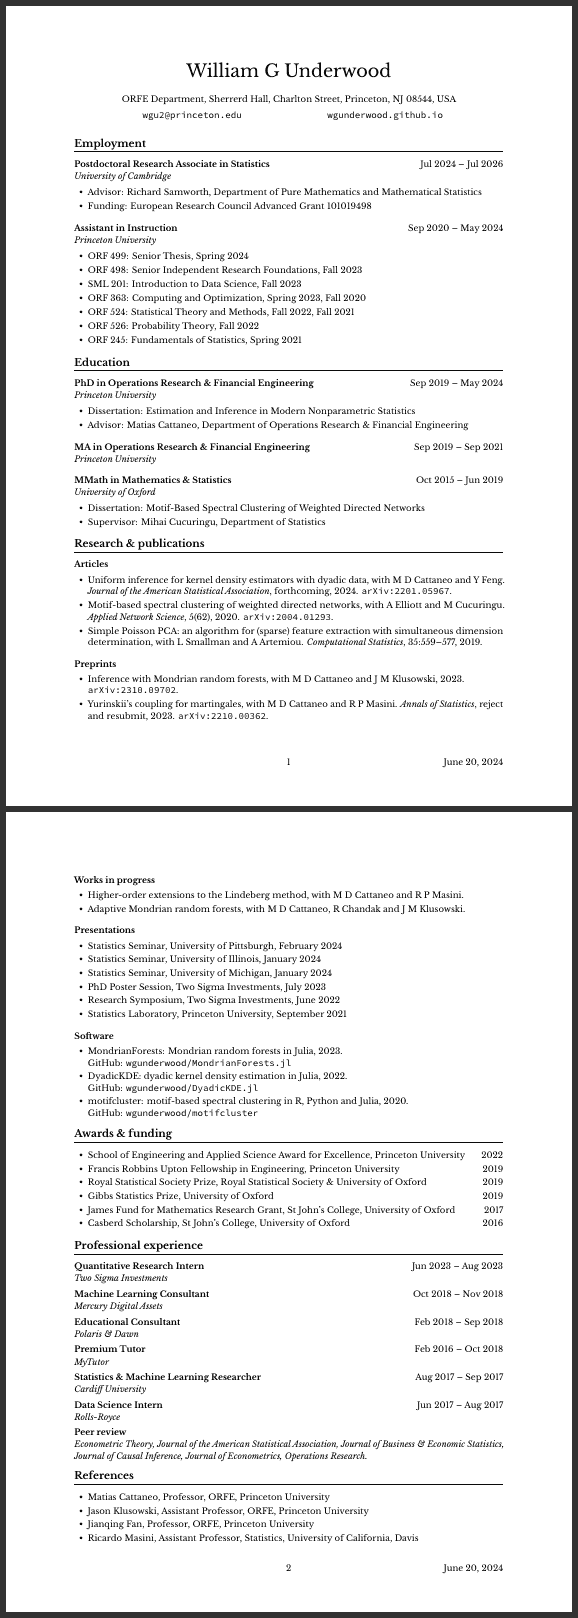 William G Underwood
ORFE Department, Sherrerd Hall, Charlton Street, Princeton, NJ 08544, USA
wgu2@princeton.edu wgunderwood.github.io
Employment
Postdoctoral Research Associate in Statistics Jul 2024 – Jul 2026
University of Cambridge
• Advisor: Richard Samworth, Department of Pure Mathematics and Mathematical Statistics
• Funding: European Research Council Advanced Grant 101019498
Assistant in Instruction Sep 2020 – May 2024
Princeton University
• ORF 499: Senior Thesis, Spring 2024
• ORF 498: Senior Independent Research Foundations, Fall 2023
• SML 201: Introduction to Data Science, Fall 2023
• ORF 363: Computing and Optimization, Spring 2023, Fall 2020
• ORF 524: Statistical Theory and Methods, Fall 2022, Fall 2021
• ORF 526: Probability Theory, Fall 2022
• ORF 245: Fundamentals of Statistics, Spring 2021
Education
PhD in Operations Research & Financial Engineering Sep 2019 – May 2024
Princeton University
• Dissertation: Estimation and Inference in Modern Nonparametric Statistics
• Advisor: Matias Cattaneo, Department of Operations Research & Financial Engineering
MA in Operations Research & Financial Engineering Sep 2019 – Sep 2021
Princeton University
MMath in Mathematics & Statistics Oct 2015 – Jun 2019
University of Oxford
• Dissertation: Motif-Based Spectral Clustering of Weighted Directed Networks
• Supervisor: Mihai Cucuringu, Department of Statistics
Research & publications
Articles
• Uniform inference for kernel density estimators with dyadic data, with M D Cattaneo and Y Feng.
Journal of the American Statistical Association, forthcoming, 2024. arXiv:2201.05967.
• Motif-based spectral clustering of weighted directed networks, with A Elliott and M Cucuringu.
Applied Network Science, 5(62), 2020. arXiv:2004.01293.
• Simple Poisson PCA: an algorithm for (sparse) feature extraction with simultaneous dimension
determination, with L Smallman and A Artemiou. Computational Statistics, 35:559–577, 2019.
Preprints
• Inference with Mondrian random forests, with M D Cattaneo and J M Klusowski, 2023.
arXiv:2310.09702.
• Yurinskii's coupling for martingales, with M D Cattaneo and R P Masini. Annals of Statistics, reject
and resubmit, 2023. arXiv:2210.00362.
1 June 20, 2024
Works in progress
• Higher-order extensions to the Lindeberg method, with M D Cattaneo and R P Masini.
• Adaptive Mondrian random forests, with M D Cattaneo, R Chandak and J M Klusowski.
Presentations
• Statistics Seminar, University of Pittsburgh, February 2024
• Statistics Seminar, University of Illinois, January 2024
• Statistics Seminar, University of Michigan, January 2024
• PhD Poster Session, Two Sigma Investments, July 2023
• Research Symposium, Two Sigma Investments, June 2022
• Statistics Laboratory, Princeton University, September 2021
Software
• MondrianForests: Mondrian random forests in Julia, 2023.
GitHub: wgunderwood/MondrianForests.jl
• DyadicKDE: dyadic kernel density estimation in Julia, 2022.
GitHub: wgunderwood/DyadicKDE.jl
• motifcluster: motif-based spectral clustering in R, Python and Julia, 2020.
GitHub: wgunderwood/motifcluster
Awards & funding
• School of Engineering and Applied Science Award for Excellence, Princeton University 2022
• Francis Robbins Upton Fellowship in Engineering, Princeton University 2019
• Royal Statistical Society Prize, Royal Statistical Society & University of Oxford 2019
• Gibbs Statistics Prize, University of Oxford 2019
• James Fund for Mathematics Research Grant, St John's College, University of Oxford 2017
• Casberd Scholarship, St John's College, University of Oxford 2016
Professional experience
Quantitative Research Intern Jun 2023 – Aug 2023
Two Sigma Investments
Machine Learning Consultant Oct 2018 – Nov 2018
Mercury Digital Assets
Educational Consultant Feb 2018 – Sep 2018
Polaris & Dawn
Premium Tutor Feb 2016 – Oct 2018
MyTutor
Statistics & Machine Learning Researcher Aug 2017 – Sep 2017
Cardiff University
Data Science Intern Jun 2017 – Aug 2017
Rolls-Royce
Peer review
Econometric Theory, Journal of the American Statistical Association, Journal of Business & Economic Statistics,
Journal of Causal Inference, Journal of Econometrics, Operations Research.
References
• Matias Cattaneo, Professor, ORFE, Princeton University
• Jason Klusowski, Assistant Professor, ORFE, Princeton University
• Jianqing Fan, Professor, ORFE, Princeton University
• Ricardo Masini, Assistant Professor, Statistics, University of California, Davis
2 June 20, 2024